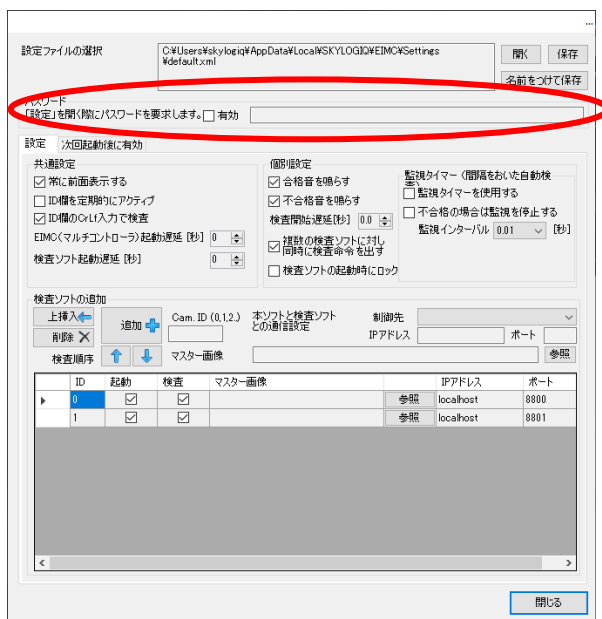 ...
設定ファイルの選択
C:¥Users¥skylogiq¥AppData¥Local¥SKYLOGIQ¥EIMC¥Settings
¥default.xml
開く
保存
名前をつけて保存
パスワード
「設定」を開く際にパスワードを要求します。
有効
設定
次回起動後に有効
共通設定
常に前面表示する
ID欄を定期的にアクティブ
ID欄のCrLf入力で検査
EIMC(マルチコントローラ)起動遅延 [秒]
0
検査ソフト起動遅延 [秒]
0
個別設定
合格音を鳴らす
不合格音を鳴らす
検査開始遅延[秒]
0.0
複数の検査ソフトに対し
同時に検査命令を出す
検査ソフトの起動時にロック
監視タイマー (間隔をおいた自動検
監視タイマーを使用する
不合格の場合は監視を停止する
監視インターバル
0.01
[秒]
検査ソフトの追加
上挿入
追加
削除
検査順序
Cam. ID (0,1,2.)
本ソフトと検査ソフト
との通信設定
制御先
IPアドレス
ポート
マスター画像
参照
ID 起動 検査 マスター画像 IPアドレス ポート
0 参照 localhost 8800
1 参照 localhost 8801
閉じる